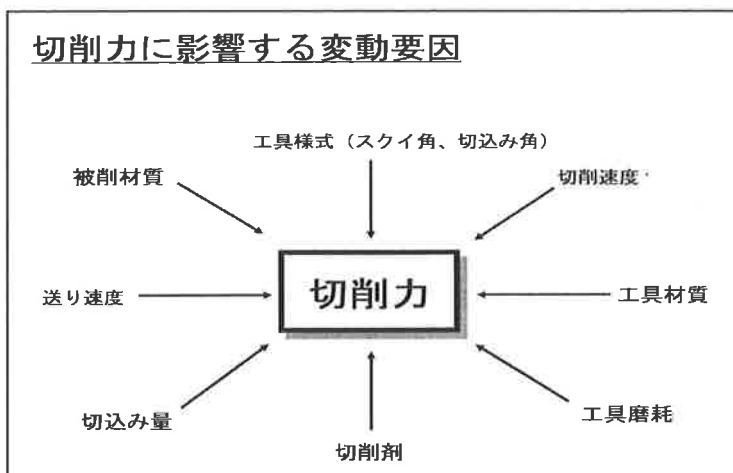 切削力に影響する変動要因
工具様式（スクイ角、切込み角）
被削材質
切削速度
切削力
送り速度
工具材質
切込み量
工具磨耗
切削剤